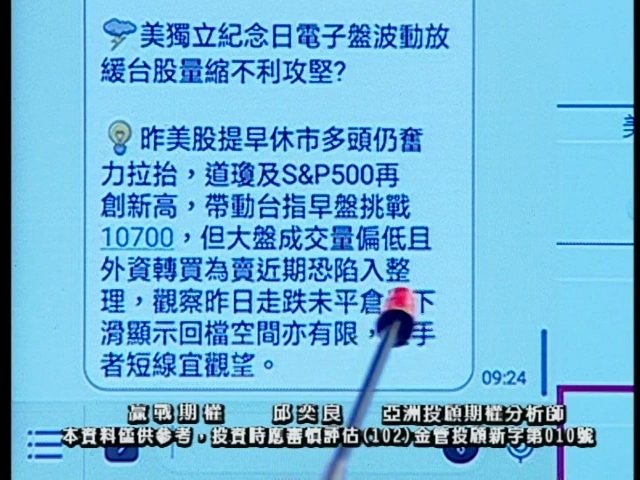 美獨立紀念日電子盤波動放
緩台股量縮不利攻堅?
昨美股提早休市多頭仍奮
力拉抬，道瓊及S&P500再
創新高，帶動台指早盤挑戰
10700，但大盤成交量偏低且
外資轉買為賣近期恐陷入整
理，觀察昨日走跌未平倉 下
滑顯示回檔空間亦有限， 手
者短線宜觀望。
09:24
贏戰期權 邱奕良 亞洲投顧期權分析師
本資料僅供參考，投資時應審慎評估(102)金管投顧新字第010號